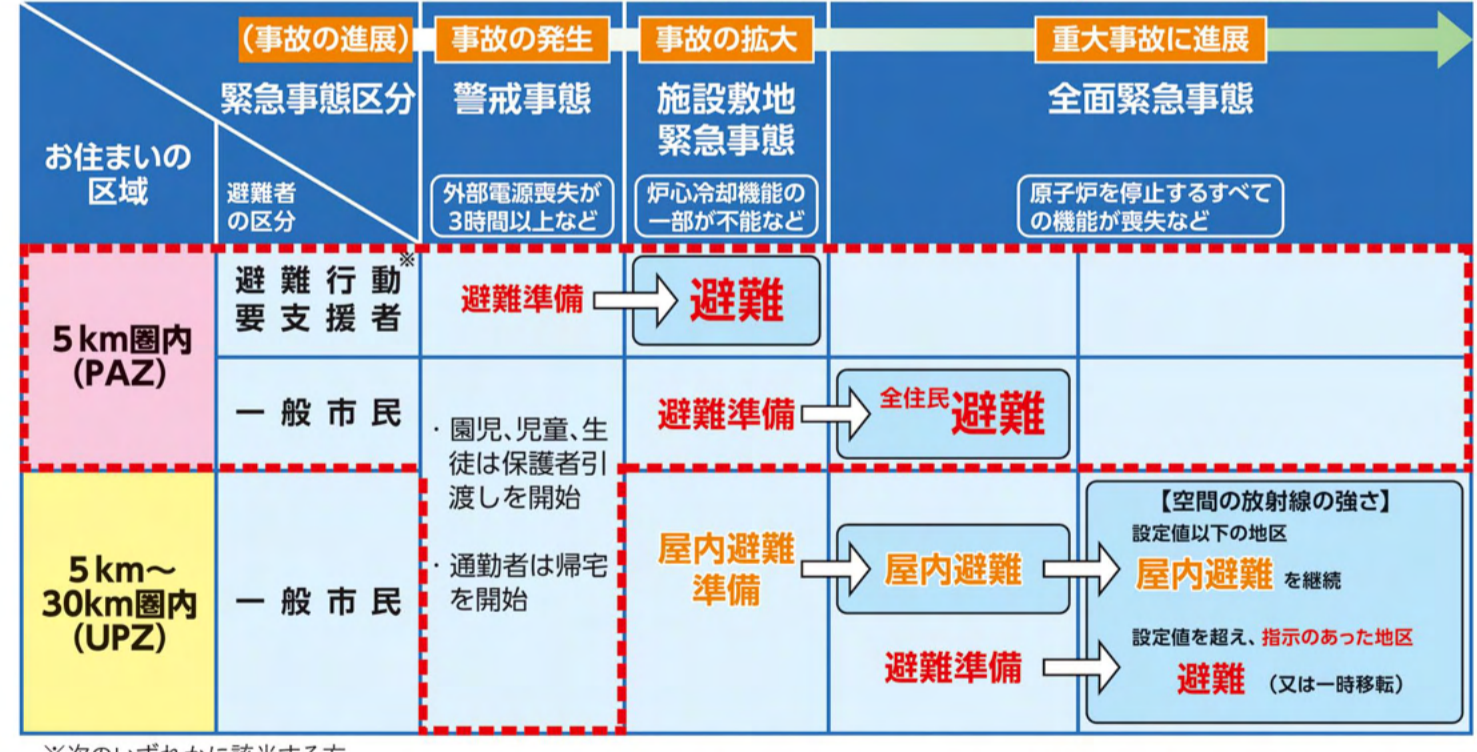 (事故の進展)
事故の発生
事故の拡大
重大事故に進展
緊急事態区分
警戒事態
施設敷地
緊急事態
全面緊急事態
お住まいの
区域
避難者
の区分
外部電源喪失が
3時間以上など
炉心冷却機能の
一部が不能など
原子炉を停止するすべて
の機能が喪失など
5km圏内
(PAZ)
避難行動※
要支援者
避難準備
避難
一般市民
避難準備
全住民避難
・園児、児童、生
徒は保護者引
渡しを開始
・通勤者は帰宅
を開始
5km～
30km圏内
(UPZ)
一般市民
屋内避難
準備
屋内避難
避難準備
【空間の放射線の強さ】
設定値以下の地区
屋内避難を継続
設定値を超え、指示のあった地区
避難(又は一時移転)
※次のいずれかに該当する方